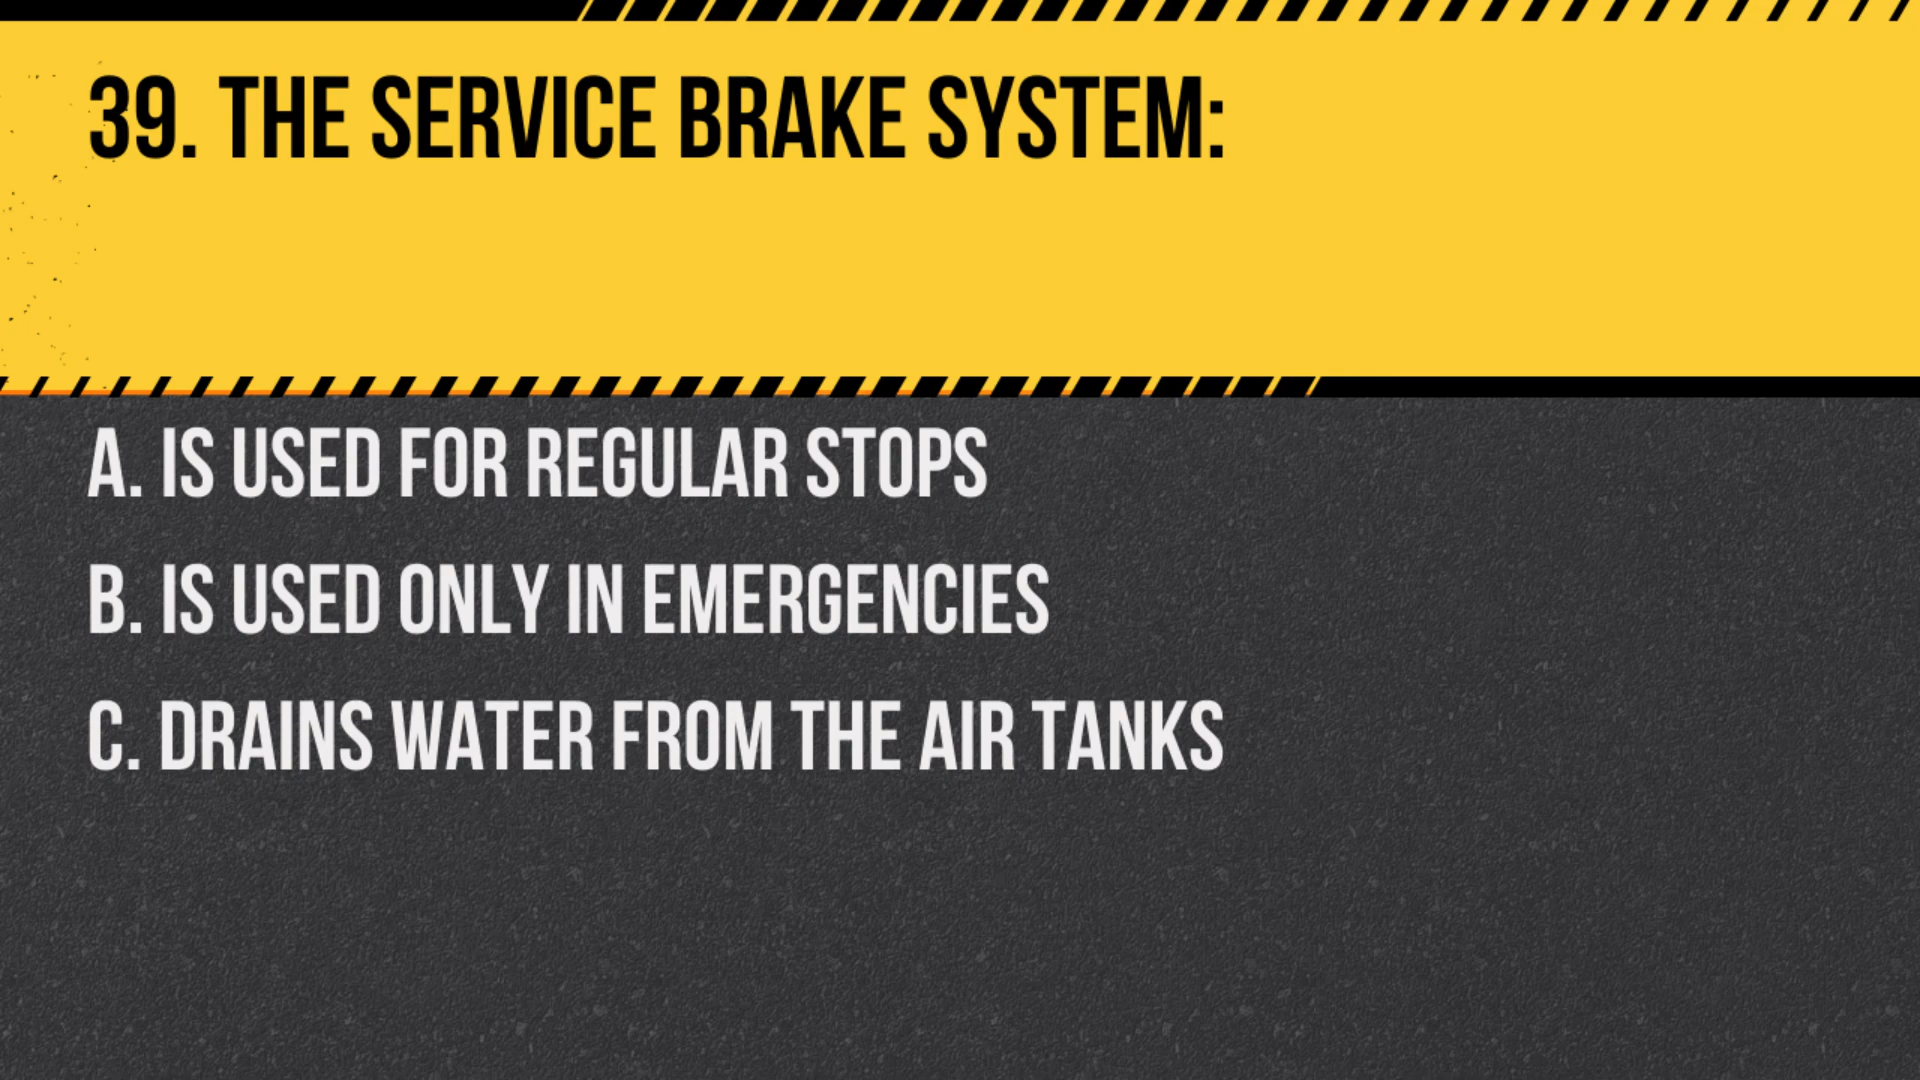 39. THE SERVICE BRAKE SYSTEM:
A. IS USED FOR REGULAR STOPS
B. IS USED ONLY IN EMERGENCIES
C. DRAINS WATER FROM THE AIR TANKS